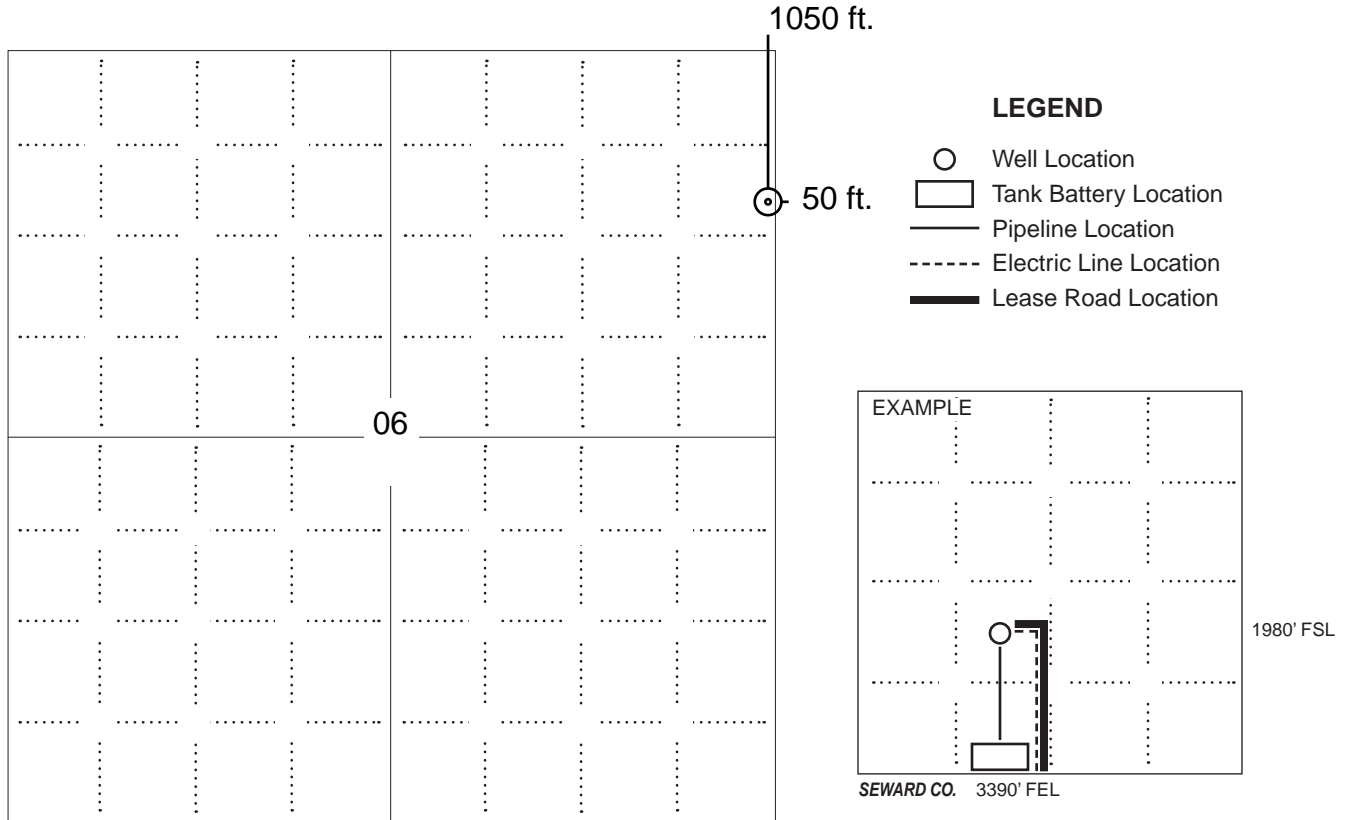 1050 ft.
50 ft.
06
LEGEND
Well Location
Tank Battery Location
Pipeline Location
Electric Line Location
Lease Road Location
EXAMPLE
1980' FSL
SEWARD CO. 3390' FEL